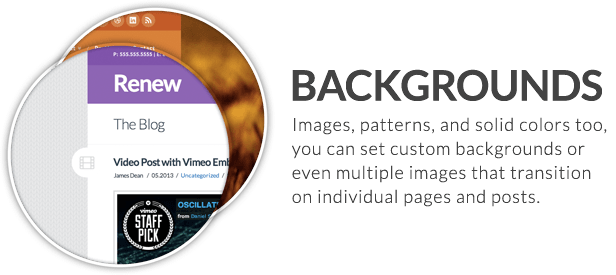 P: 555.555.5555 | E:
Renew
The Blog
Video Post with Vimeo Emb
James Dean / 05.2013 / Uncategorized /
vimeo
STAFF
PICK
OSCILLAT
from Daniel S
BACKGROUNDS
Images, patterns, and solid colors too,
you can set custom backgrounds or
even multiple images that transition
on individual pages and posts.